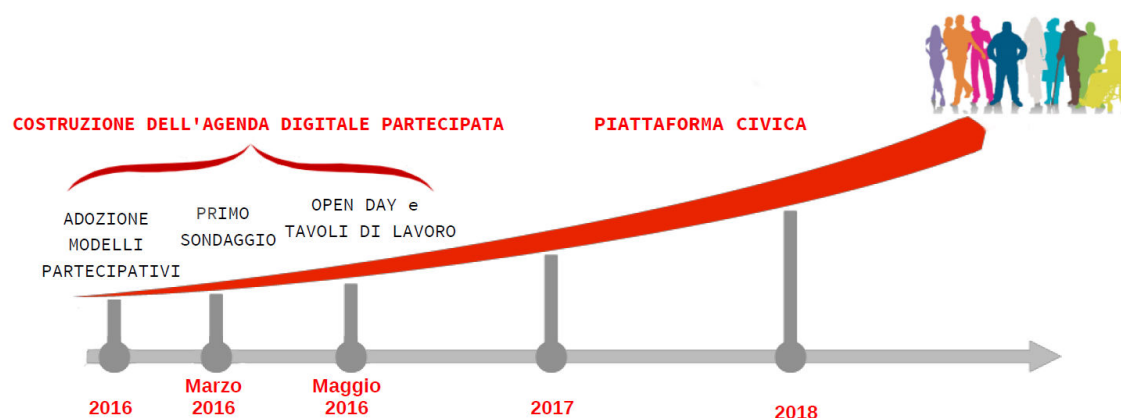 COSTRUZIONE DELL'AGENDA DIGITALE PARTECIPATA
PIATTAFORMA CIVICA
ADOZIONE
MODELLI
PARTECIPATIVI
PRIMO
SONDAGGIO
OPEN DAY e
TAVOLI DI LAVORO
2016
Marzo
2016
Maggio
2016
2017
2018